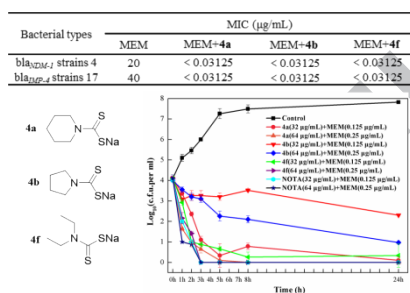 Bacterial types MIC (μg/mL)
MEM MEM+4a MEM+4b MEM+4f
bla_NDM-1 strains 4 20 < 0.03125 < 0.03125 < 0.03125
bla_IMP-4 strains 17 40 < 0.03125 < 0.03125 < 0.03125
4a
N S SNa
4b
N S SNa
4f
N SNa S
Log₁₀(c.f.u.per ml)
8
7
6
5
4
3
2
1
0
Control
4a(32 μg/mL)+MEM(0.125 μg/mL)
4a(64 μg/mL)+MEM(0.25 μg/mL)
4b(32 μg/mL)+MEM(0.125 μg/mL)
4b(64 μg/mL)+MEM(0.25 μg/mL)
4f(32 μg/mL)+MEM(0.125 μg/mL)
4f(64 μg/mL)+MEM(0.25 μg/mL)
NOTA(32 μg/mL)+MEM(0.125 μg/mL)
NOTA(64 μg/mL)+MEM(0.25 μg/mL)
0h 1h 2h 3h 5h 8h 24h
Time (h)